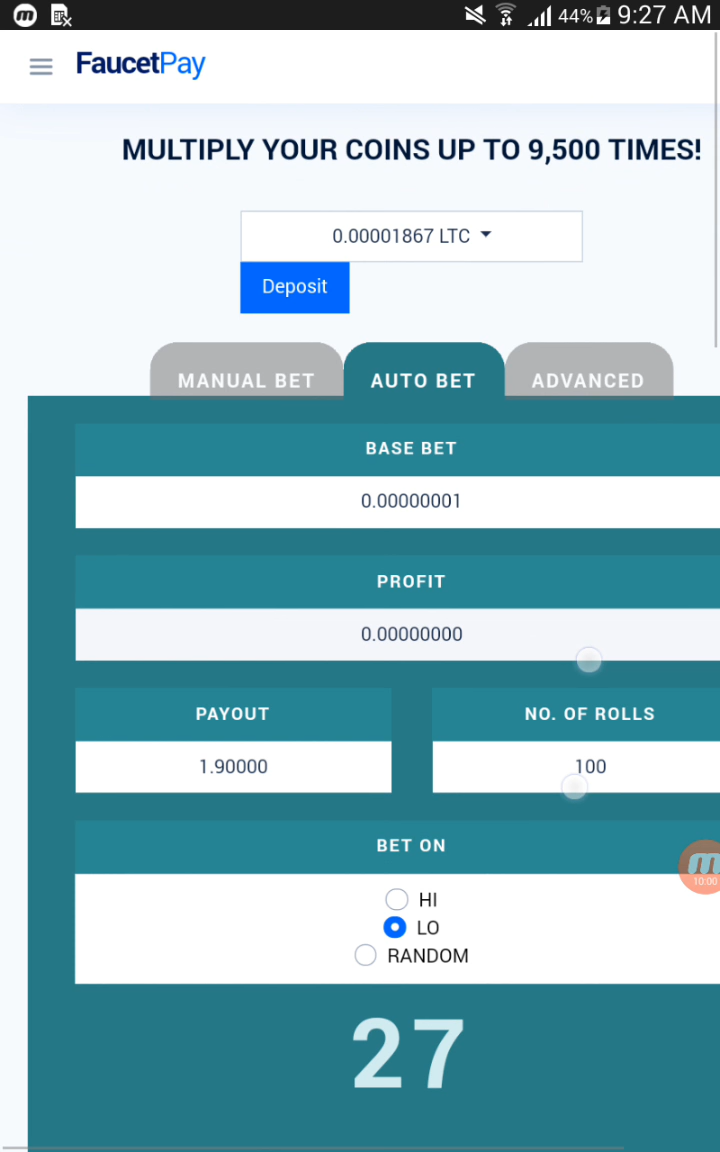 44% 9:27 AM
FaucetPay
MULTIPLY YOUR COINS UP TO 9,500 TIMES!
0.00001867 LTC
Deposit
MANUAL BET AUTO BET ADVANCED
BASE BET
0.00000001
PROFIT
0.00000000
PAYOUT NO. OF ROLLS
1.90000 100
BET ON
10:00
HI
LO
RANDOM
27